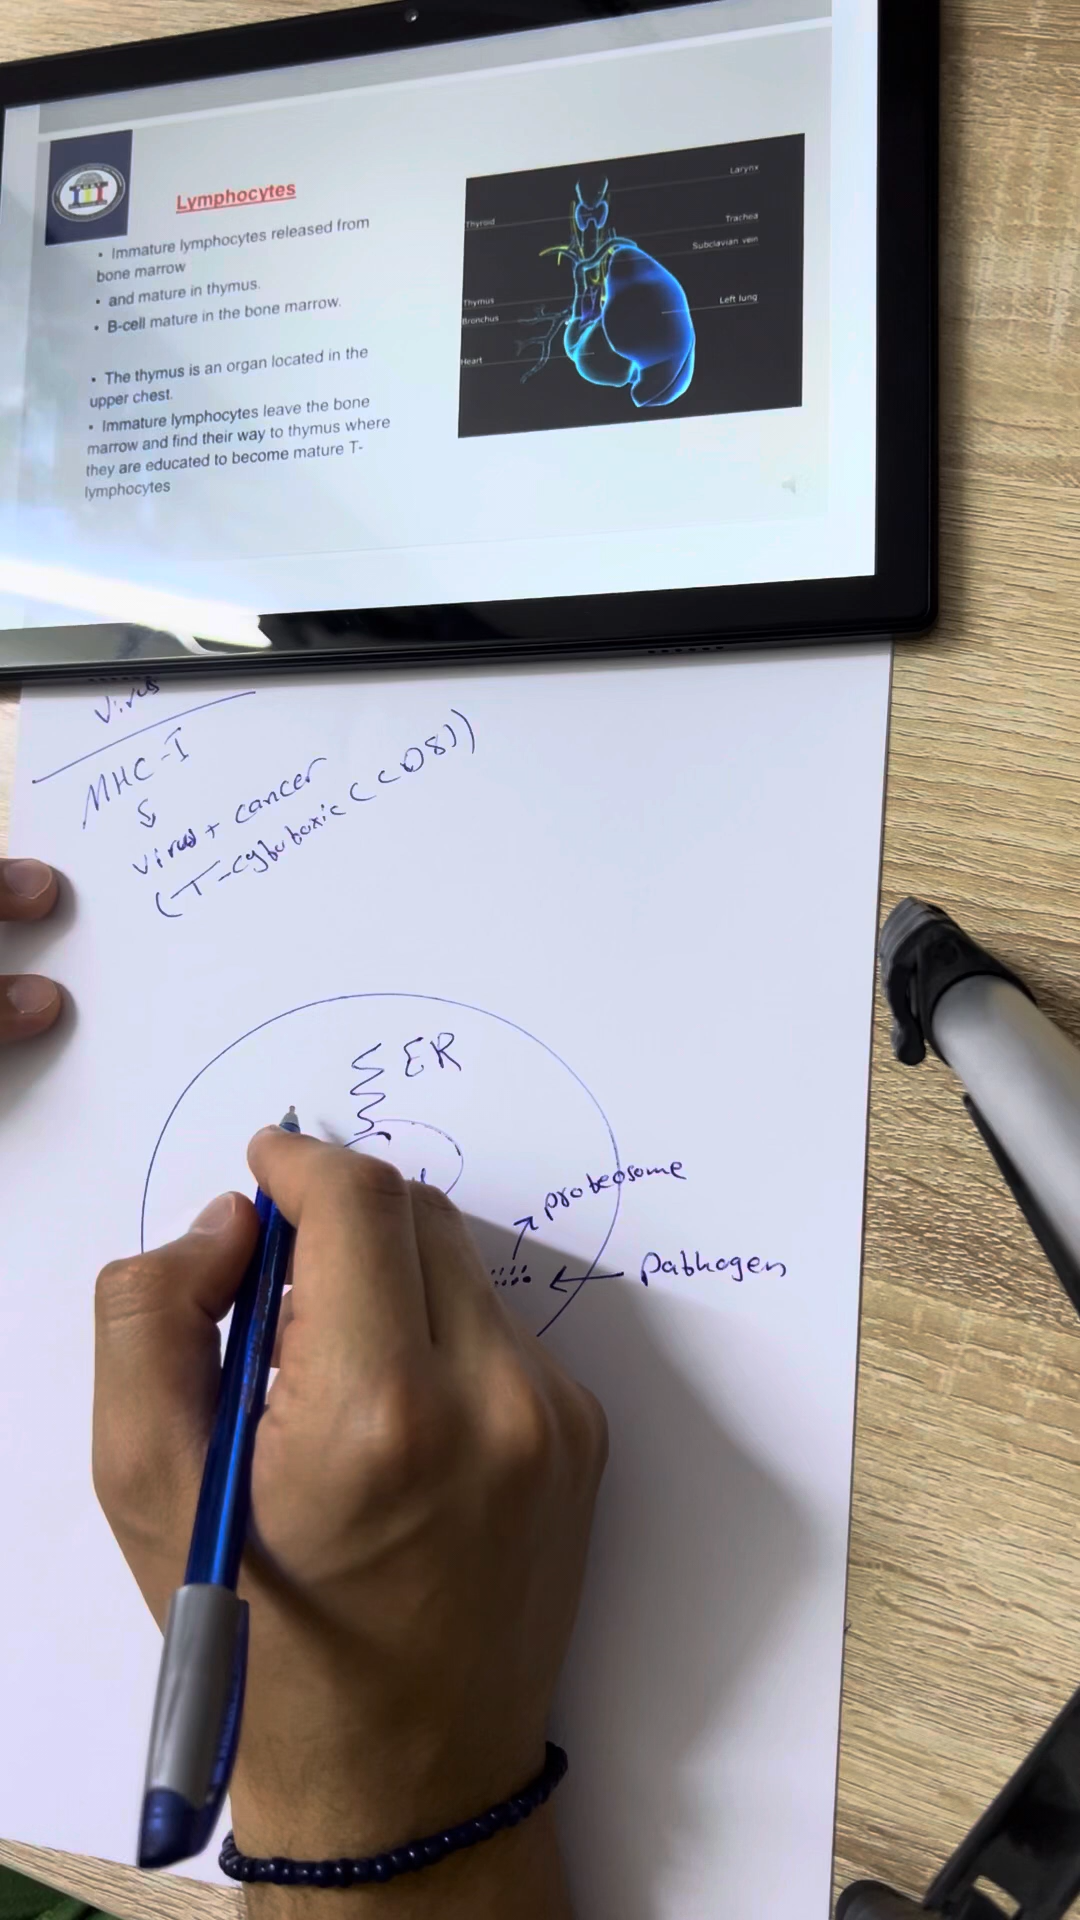 Lymphocytes
• Immature lymphocytes released from
bone marrow
• and mature in thymus.
• B-cell mature in the bone marrow.
• The thymus is an organ located in the
upper chest.
• Immature lymphocytes leave the bone
marrow and find their way to thymus where
they are educated to become mature T-
lymphocytes
Larynx
Thyroid
Trachea
Subclavian vein
Thymus
Left lung
Bronchus
Heart
Virus
MHC-I
virus + cancer
(T-cytotoxic (CD8))
ER
proteosome
pathogen